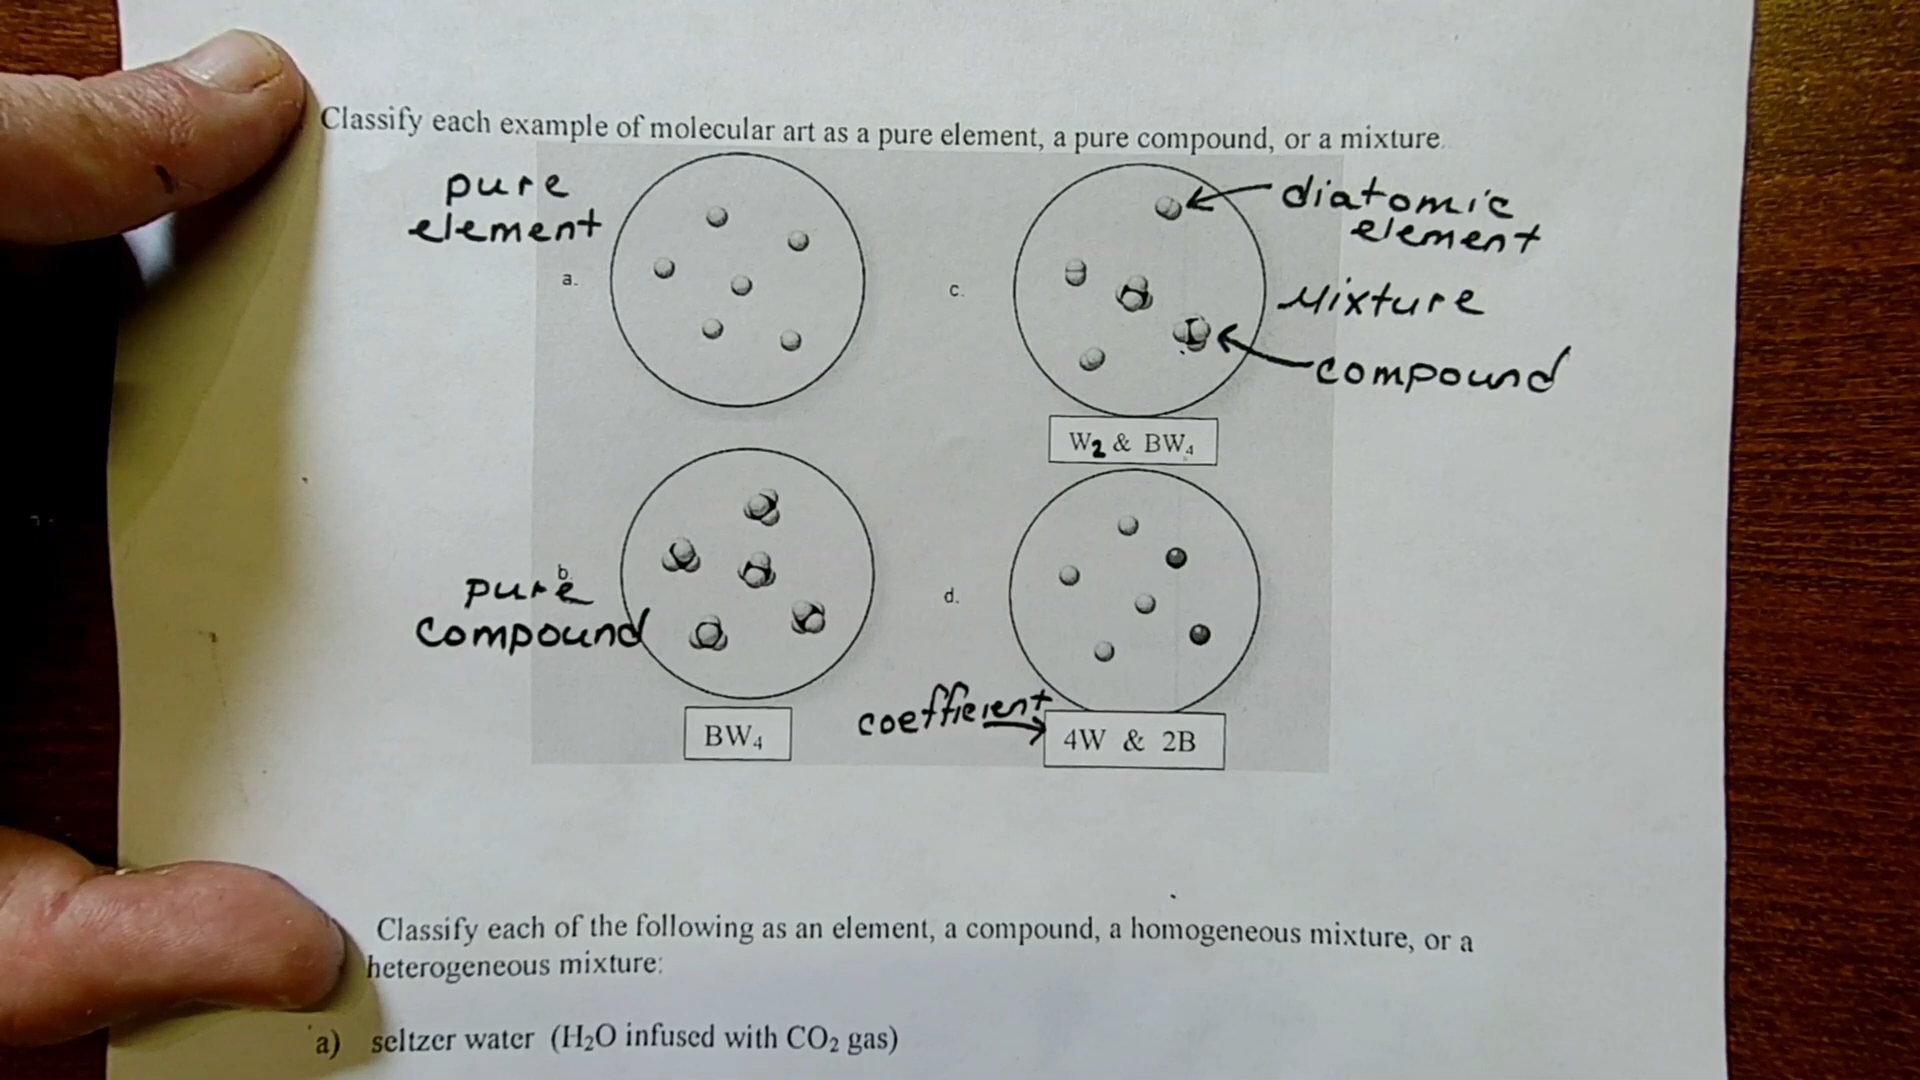 Classify each example of molecular art as a pure element, a pure compound, or a mixture.
pure
element
a.
c.
diatomic
element
Mixture
compound
W2 & BW₄
b.
pure
compound
d.
BW₄
coefficient
4W & 2B
Classify each of the following as an element, a compound, a homogeneous mixture, or a
heterogeneous mixture:
a) seltzer water (H₂O infused with CO₂ gas)